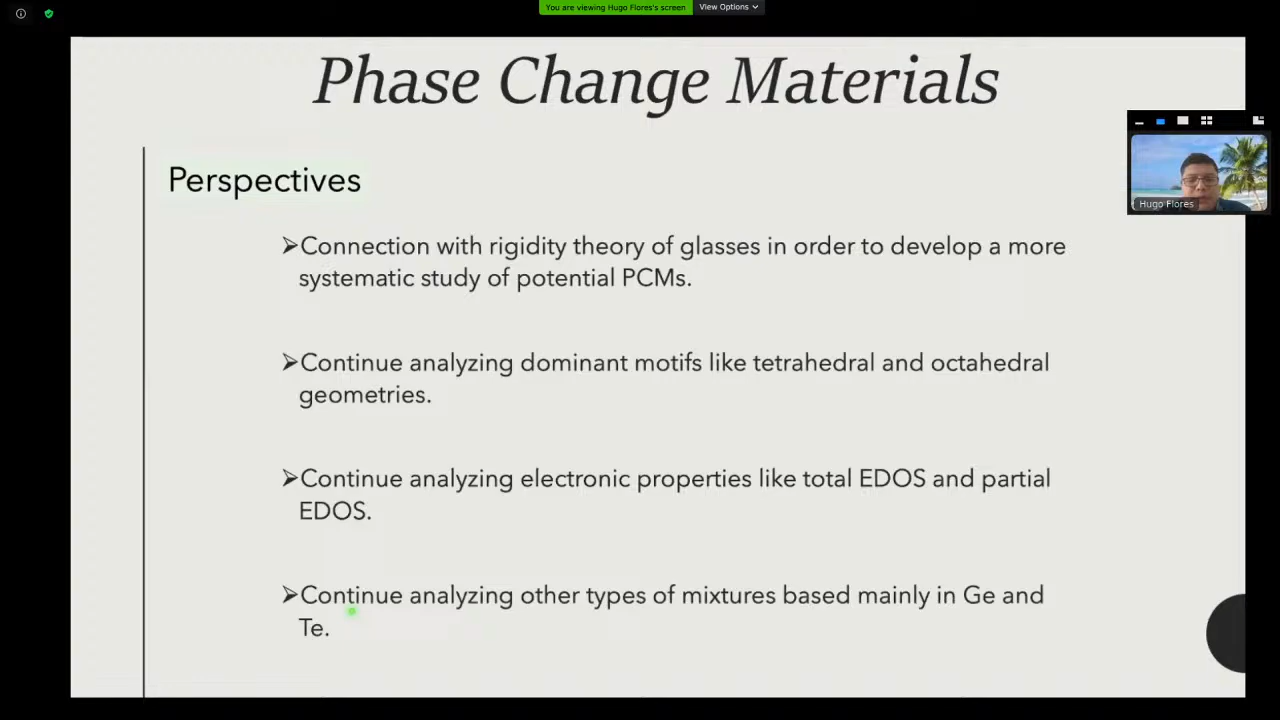 You are viewing Hugo Flores's screen
View Options
Phase Change Materials
Perspectives
➢Connection with rigidity theory of glasses in order to develop a more
systematic study of potential PCMs.
➢Continue analyzing dominant motifs like tetrahedral and octahedral
geometries.
➢Continue analyzing electronic properties like total EDOS and partial
EDOS.
➢Continue analyzing other types of mixtures based mainly in Ge and
Te.
Hugo Flores